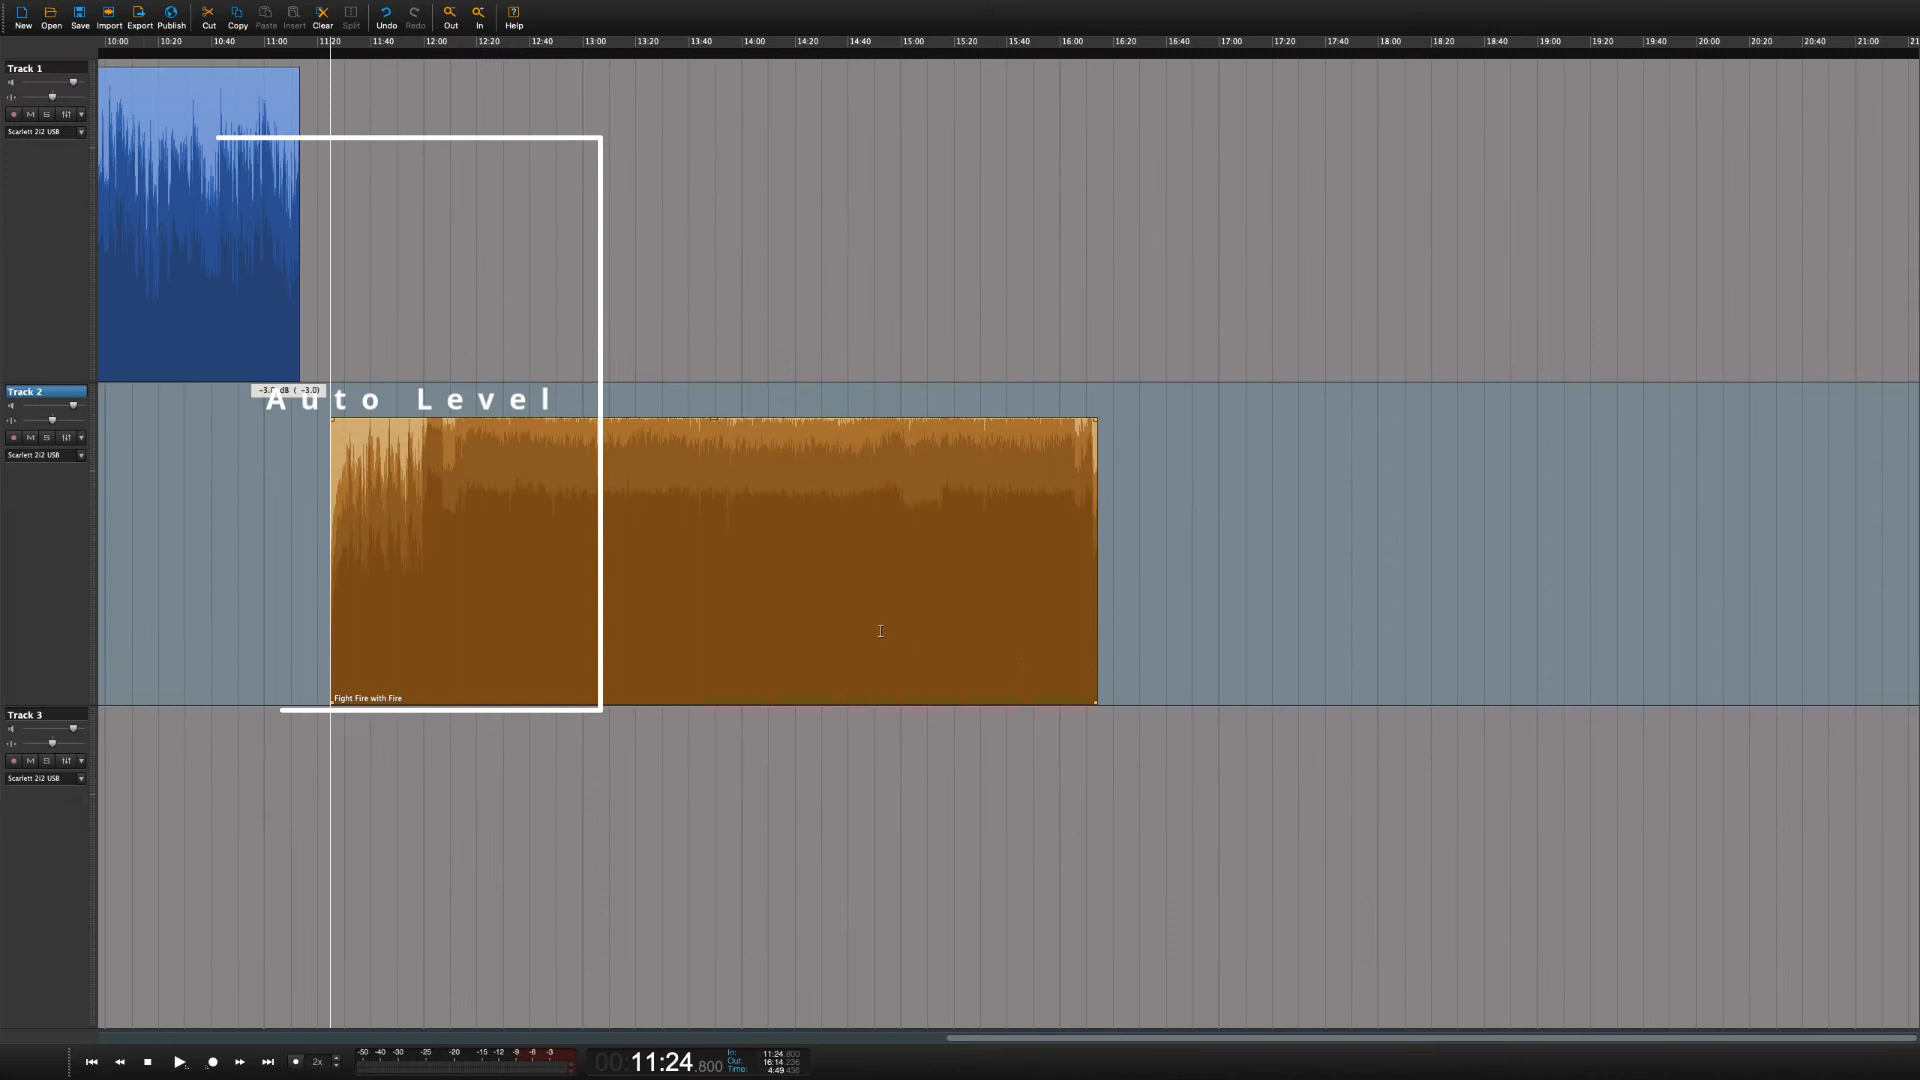 New Open Save Import Export Publish Cut Copy Paste Insert Clear Split Undo Redo Out In Help
10:00 10:20 10:40 11:00 11:20 11:40 12:00 12:20 12:40 13:00 13:20 13:40 14:00 14:20 14:40 15:00 15:20 15:40 16:00 16:20 16:40 17:00 17:20 17:40 18:00 18:20 18:40 19:00 19:20 19:40 20:00 20:20 20:40 21:00
Track 1
M S
Scarlett 2i2 USB
Track 2
-3.0 dB ( -3.0)
Auto Level
M S
Scarlett 2i2 USB
Fight Fire with Fire
Track 3
M S
Scarlett 2i2 USB
2x
-50 -40 -30 -25 -20 -15 -12 -9 -6 -3
00:11:24.800
In: 11:24.800
Out: 16:14.236
Time: 4:49.436